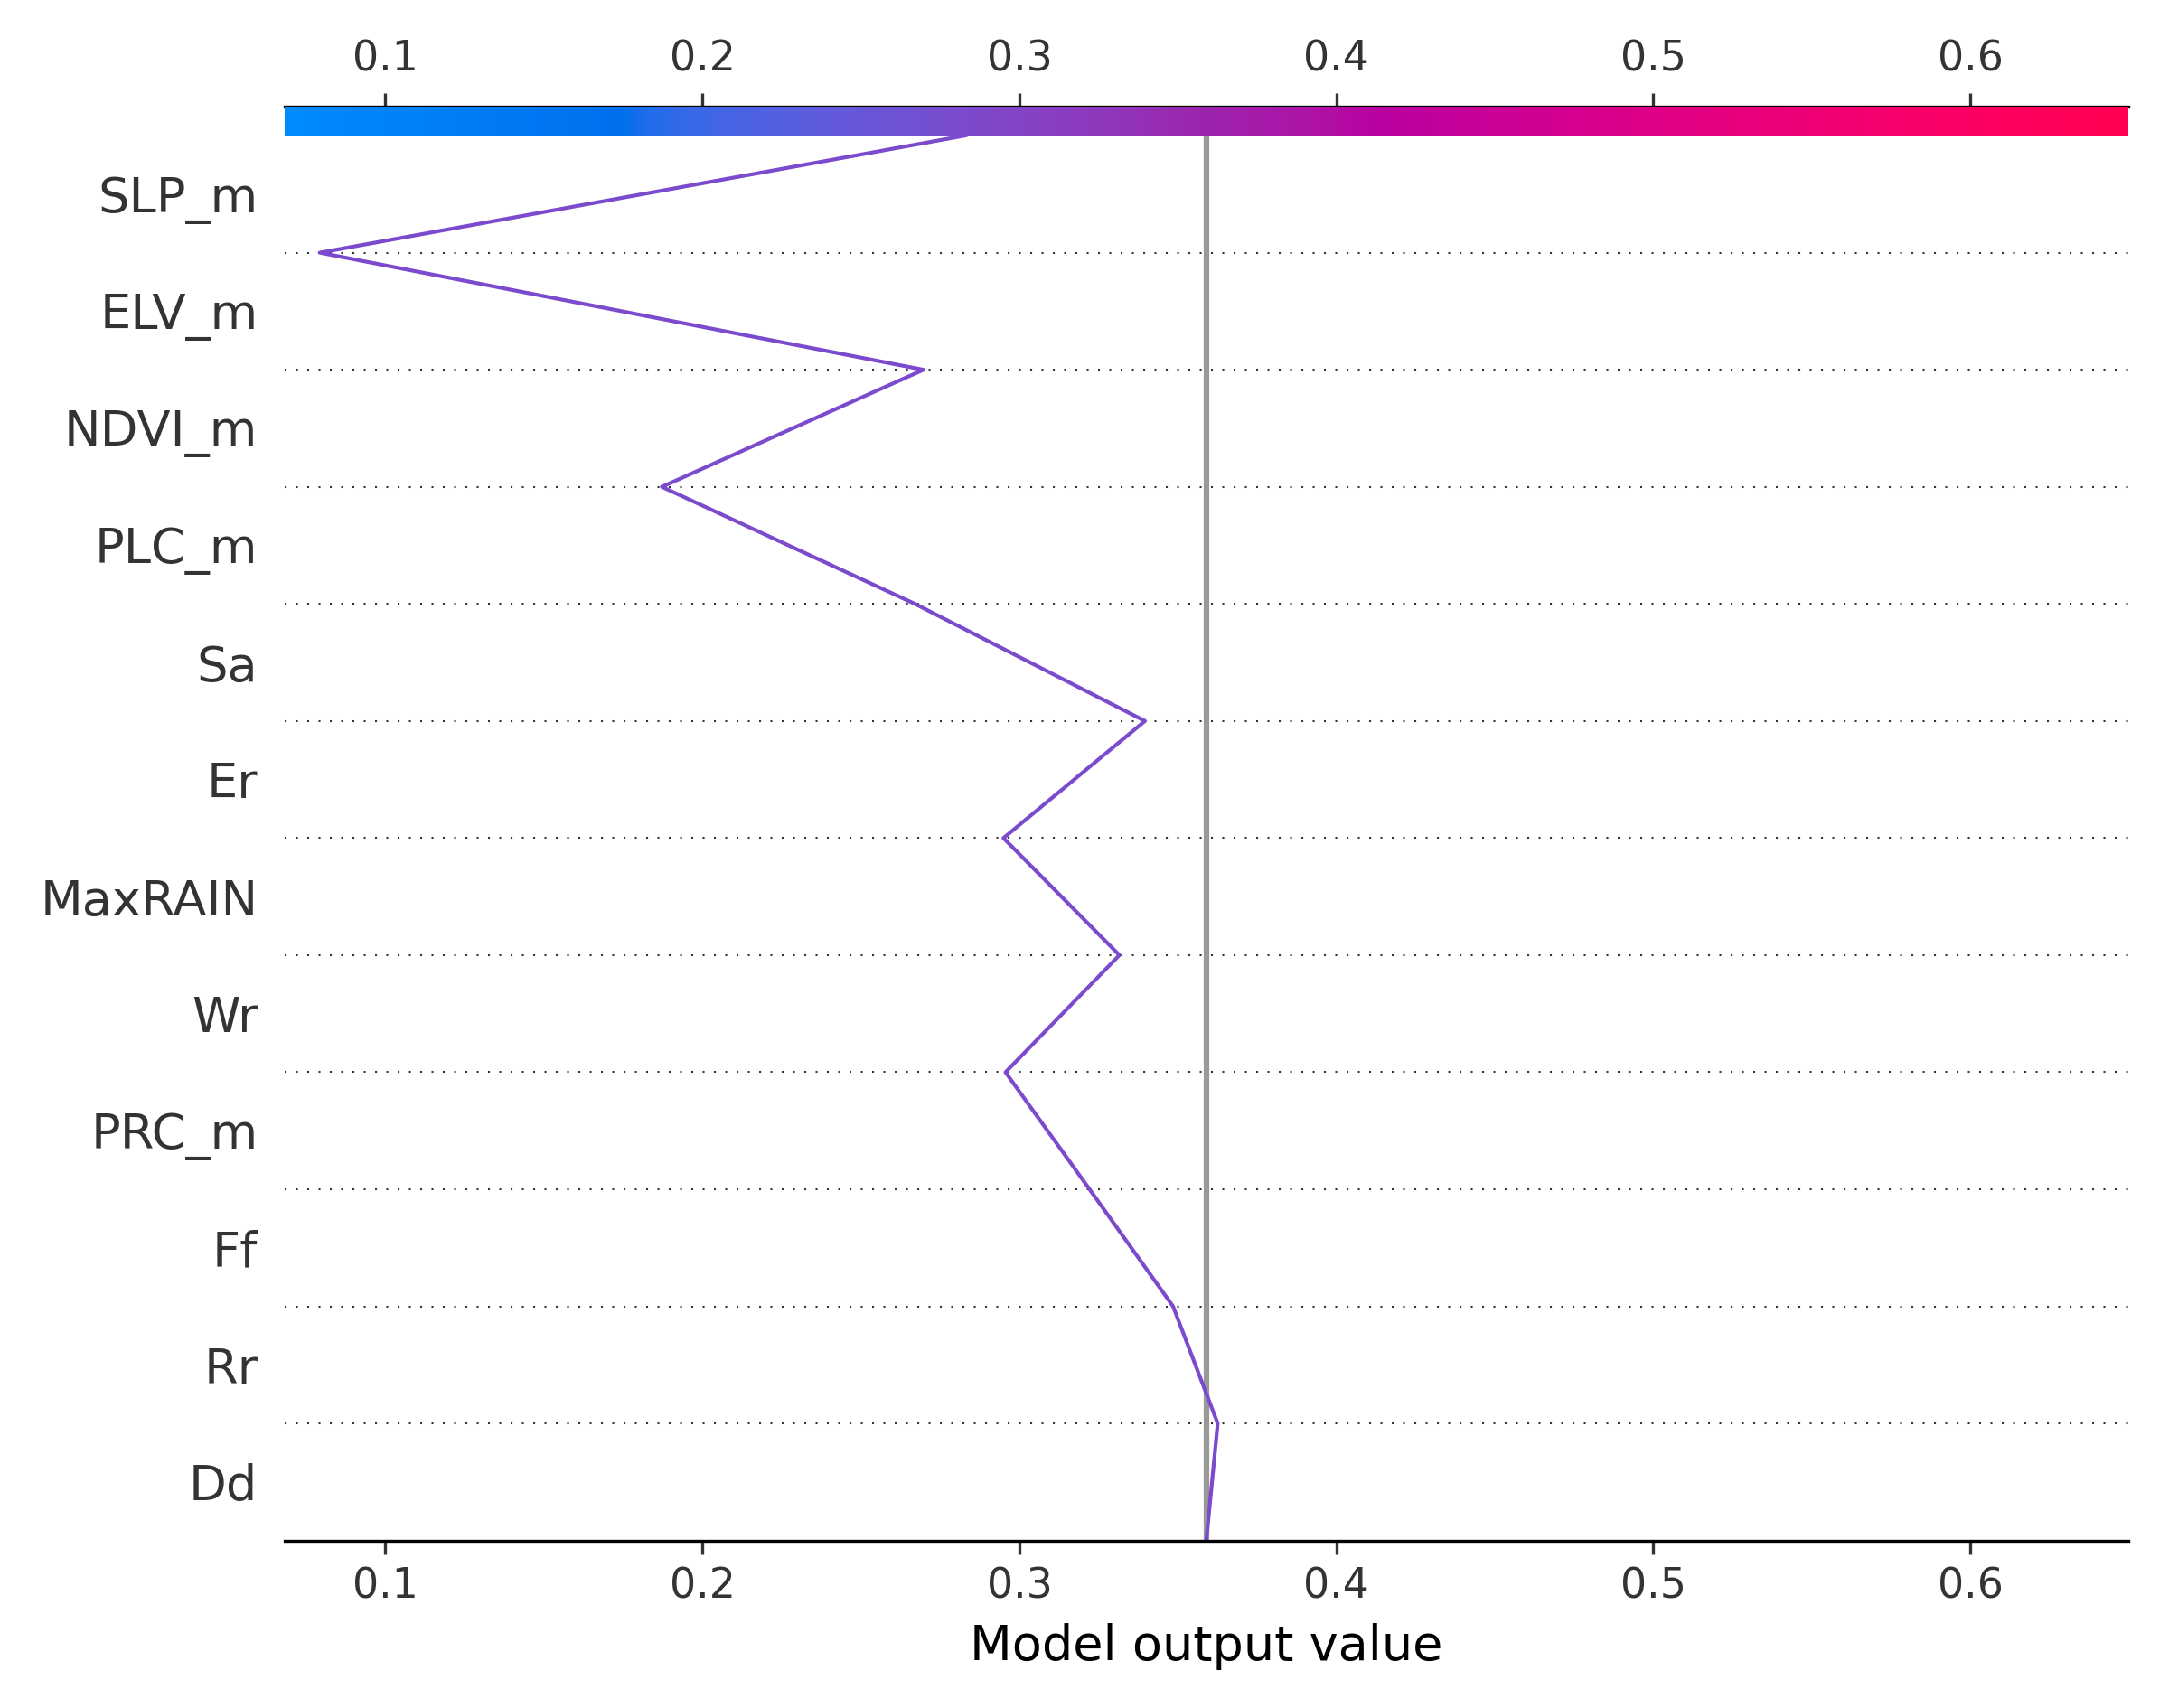 0.1 0.2 0.3 0.4 0.5 0.6
SLP_m
ELV_m
NDVI_m
PLC_m
Sa
Er
MaxRAIN
Wr
PRC_m
Ff
Rr
Dd
0.1 0.2 0.3 0.4 0.5 0.6
Model output value